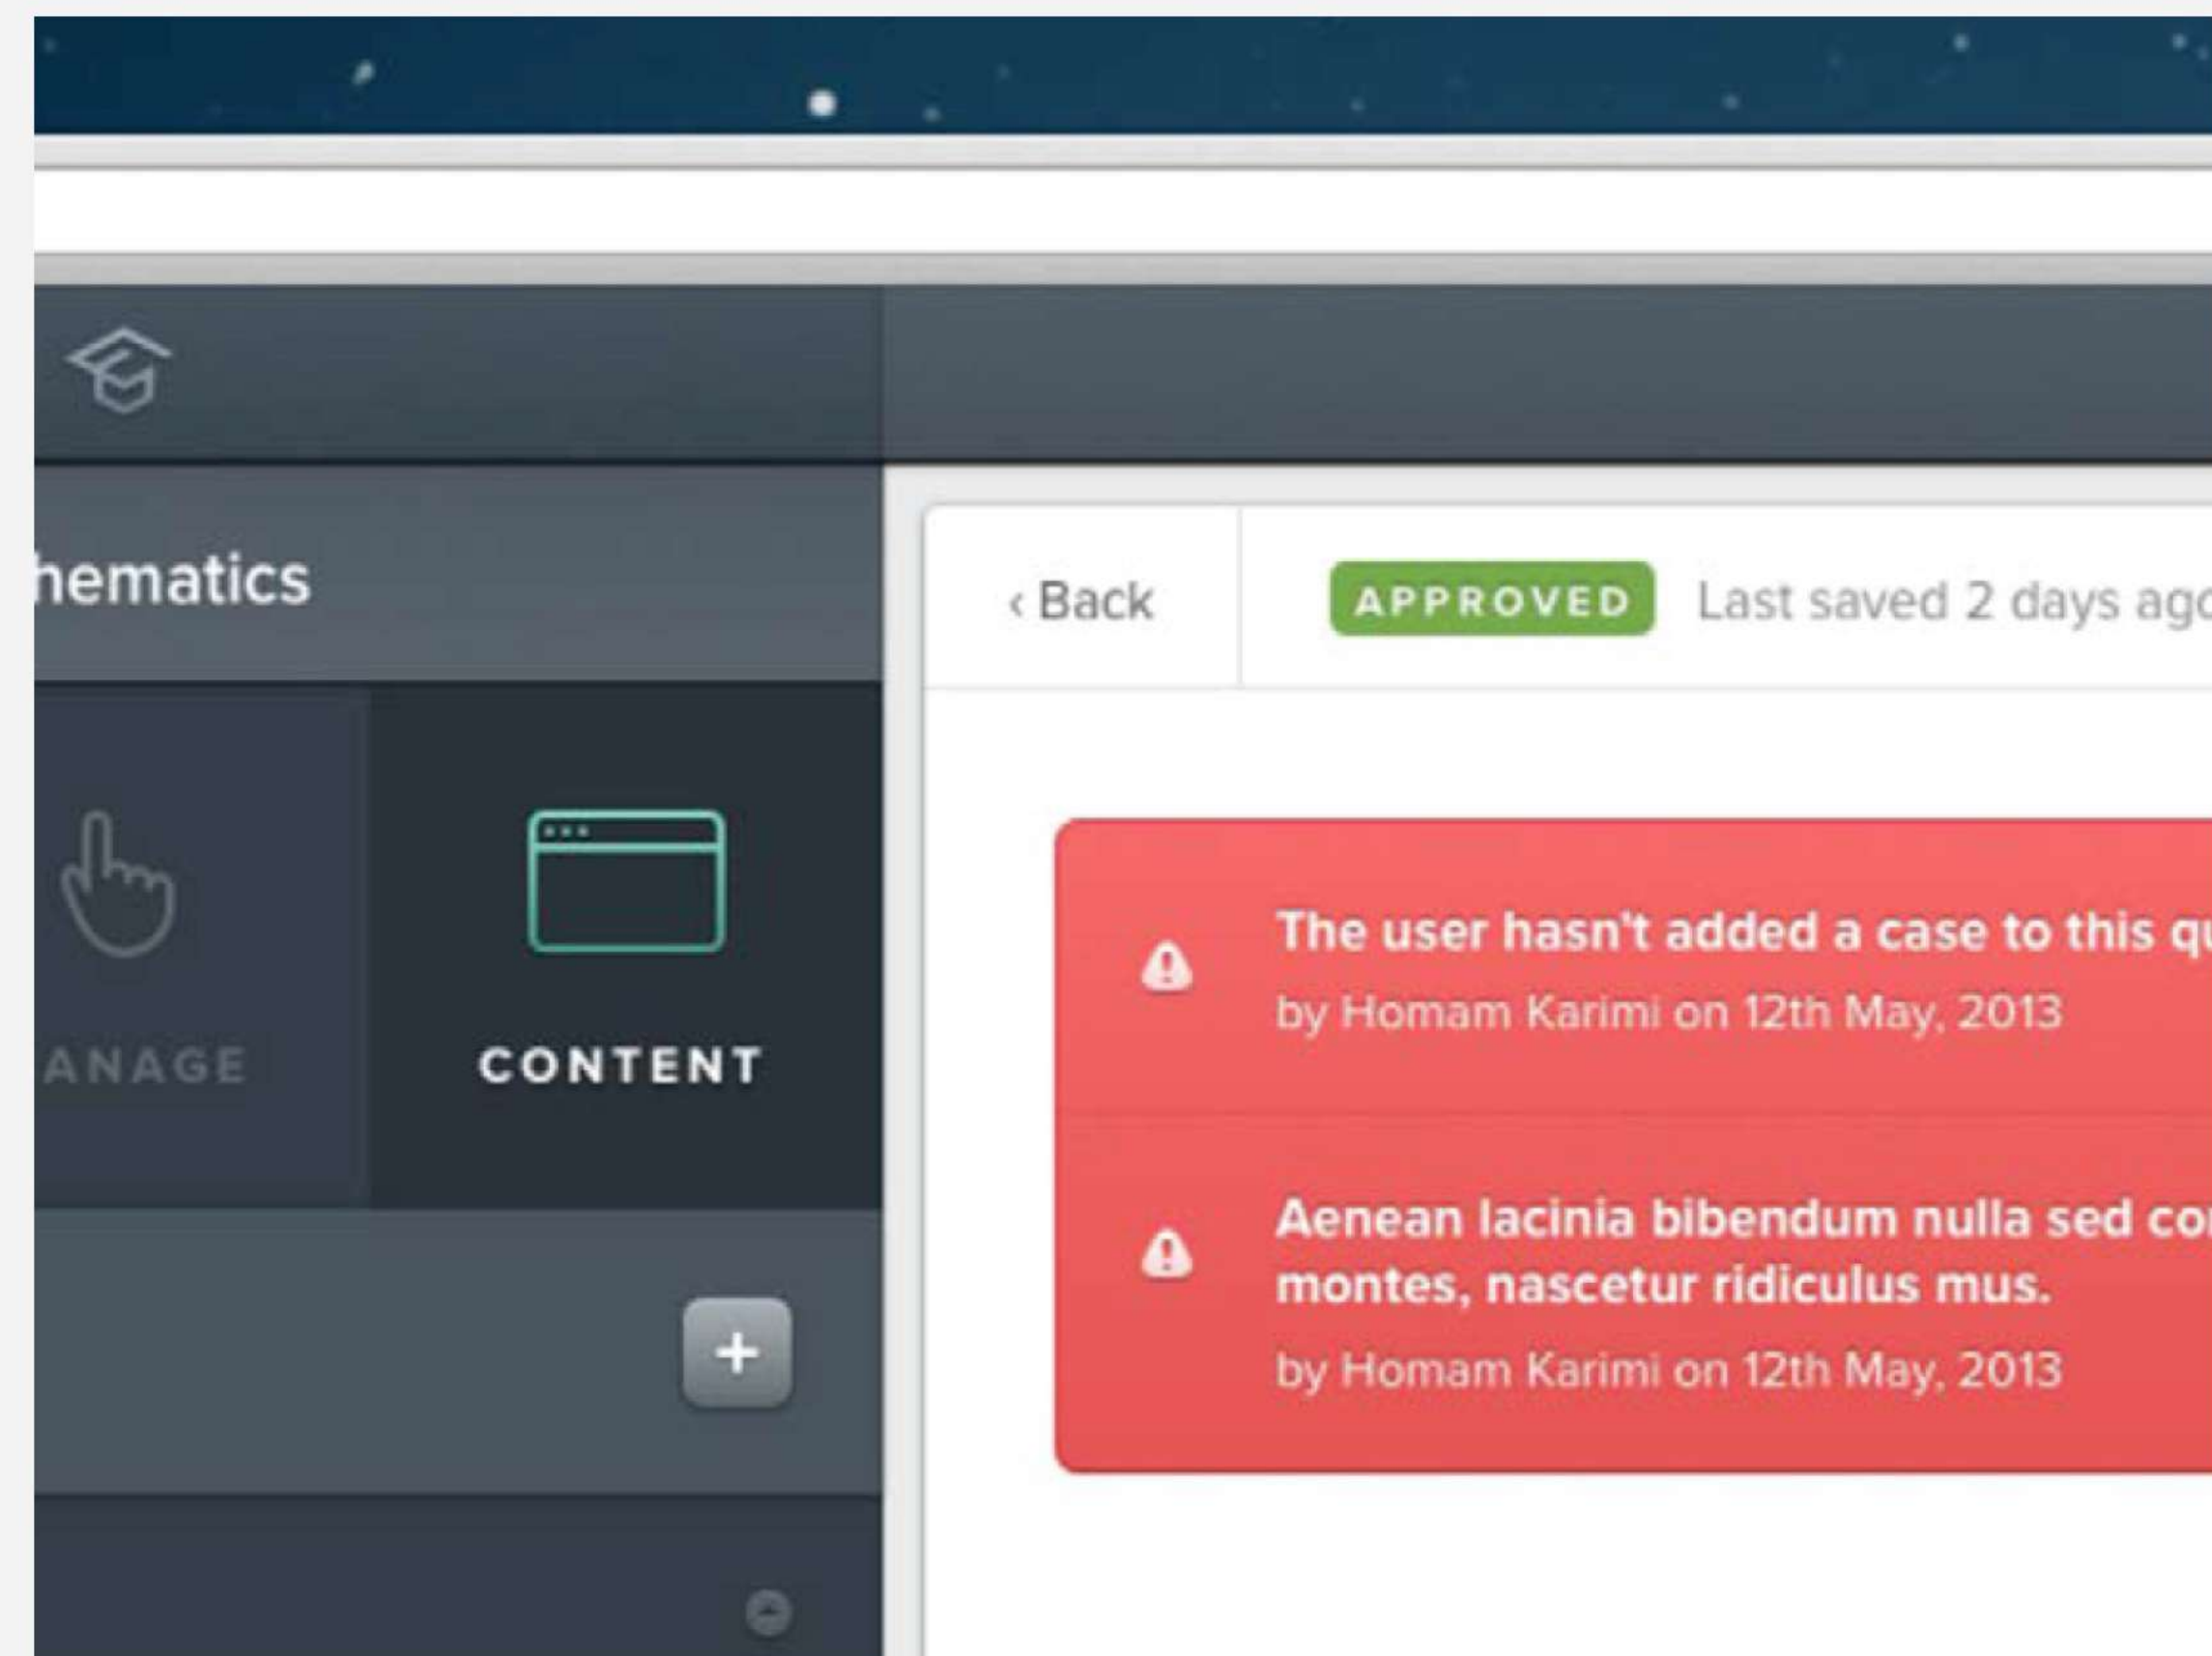 hematics
ANAGE
CONTENT
+
‹ Back
APPROVED
Last saved 2 days ago
The user hasn't added a case to this qu
by Homam Karimi on 12th May, 2013
Aenean lacinia bibendum nulla sed co
montes, nascetur ridiculus mus.
by Homam Karimi on 12th May, 2013